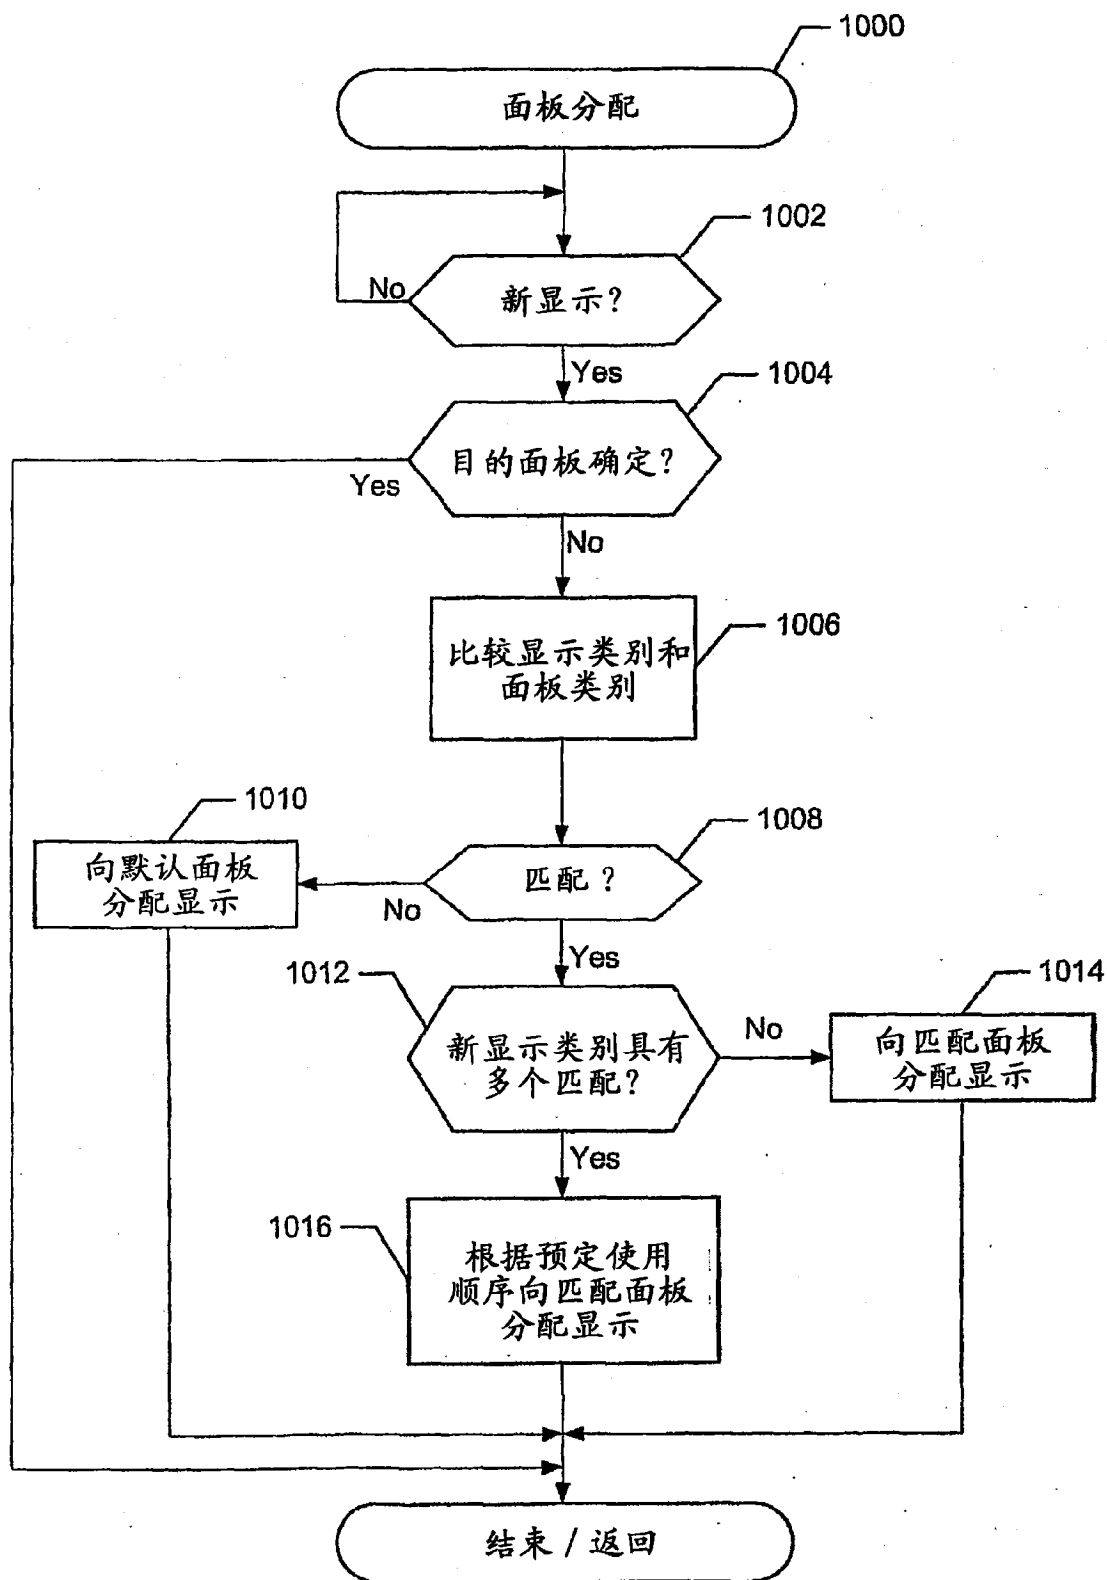 1000
面板分配
1002
No
新显示?
Yes
1004
目的面板确定?
Yes
No
1006
比较显示类别和
面板类别
1010
1008
向默认面板
分配显示
匹配 ?
No
Yes
1012
1014
新显示类别具有
多个匹配?
No
向匹配面板
分配显示
Yes
1016
根据预定使用
顺序向匹配面板
分配显示
结束 / 返回